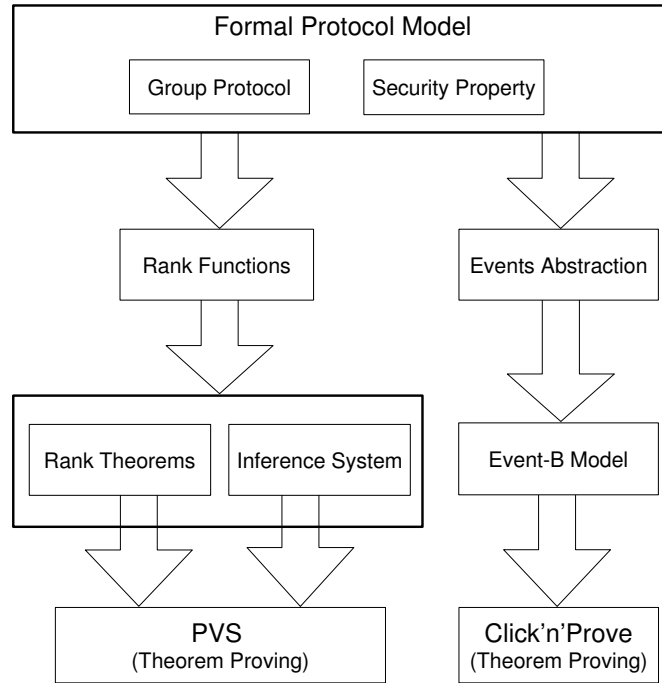 Formal Protocol Model
Group Protocol
Security Property
Rank Functions
Events Abstraction
Rank Theorems
Inference System
Event-B Model
PVS
(Theorem Proving)
Click'n'Prove
(Theorem Proving)